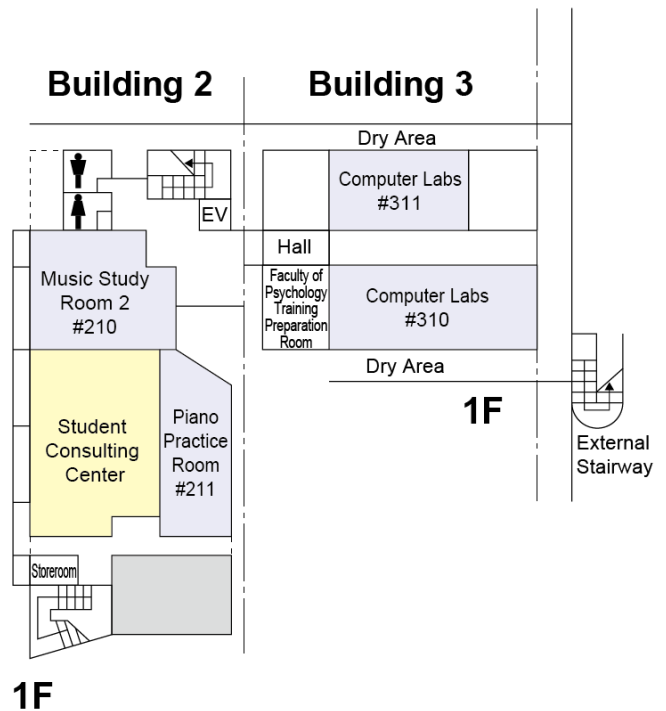 Building 2
Building 3
Dry Area
Computer Labs
#311
EV
Hall
Music Study
Room 2
#210
Faculty of
Psychology
Training
Preparation
Room
Computer Labs
#310
Dry Area
1F
External
Stairway
Student
Consulting
Center
Piano
Practice
Room
#211
Storeroom
1F